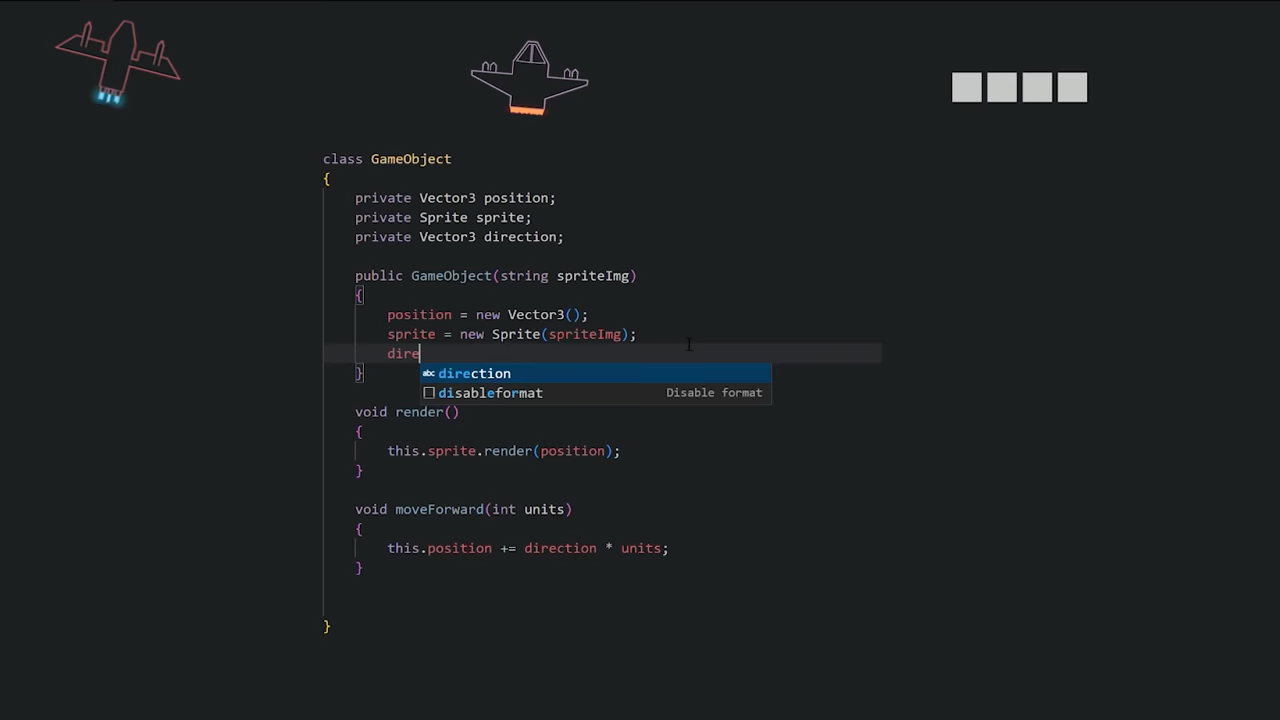 class GameObject
{
private Vector3 position;
private Sprite sprite;
private Vector3 direction;
public GameObject(string spriteImg)
{
position = new Vector3();
sprite = new Sprite(spriteImg);
dire
abc direction
disableformat Disable format
}
void render()
{
this.sprite.render(position);
}
void moveForward(int units)
{
this.position += direction * units;
}
}